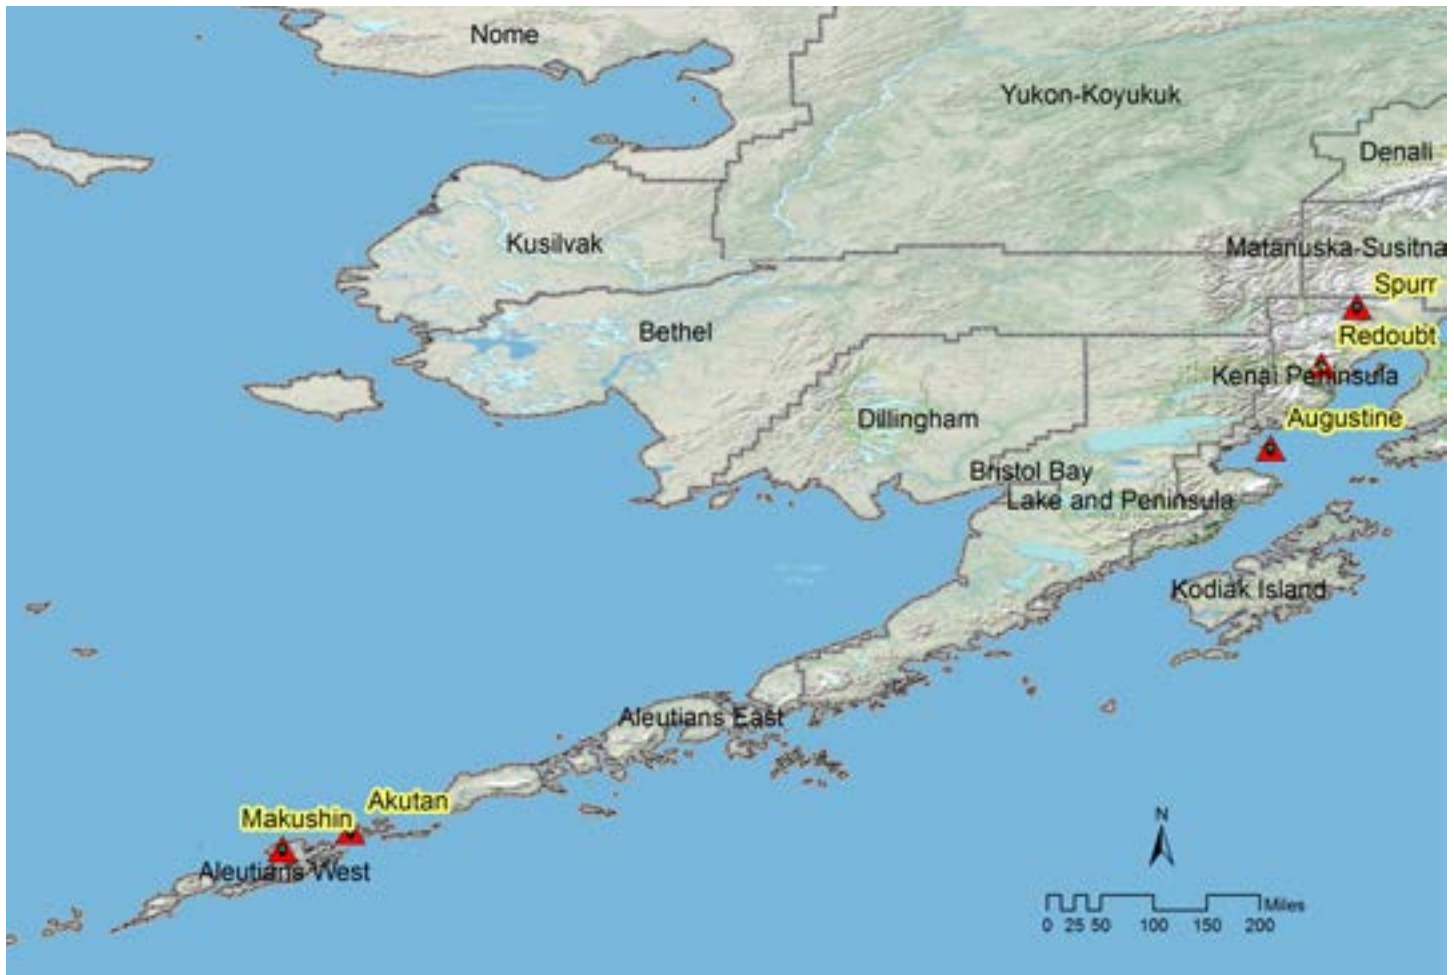 Nome
Yukon-Koyukuk
Denali
Kusilvak
Matanuska-Susitna
Spurr
Bethel
Redoubt
Kenai Peninsula
Dillingham
Augustine
Bristol Bay
Lake and Peninsula
Kodiak Island
Aleutians East
Akutan
Makushin
Aleutians West
N
Miles
0 25 50 100 150 200